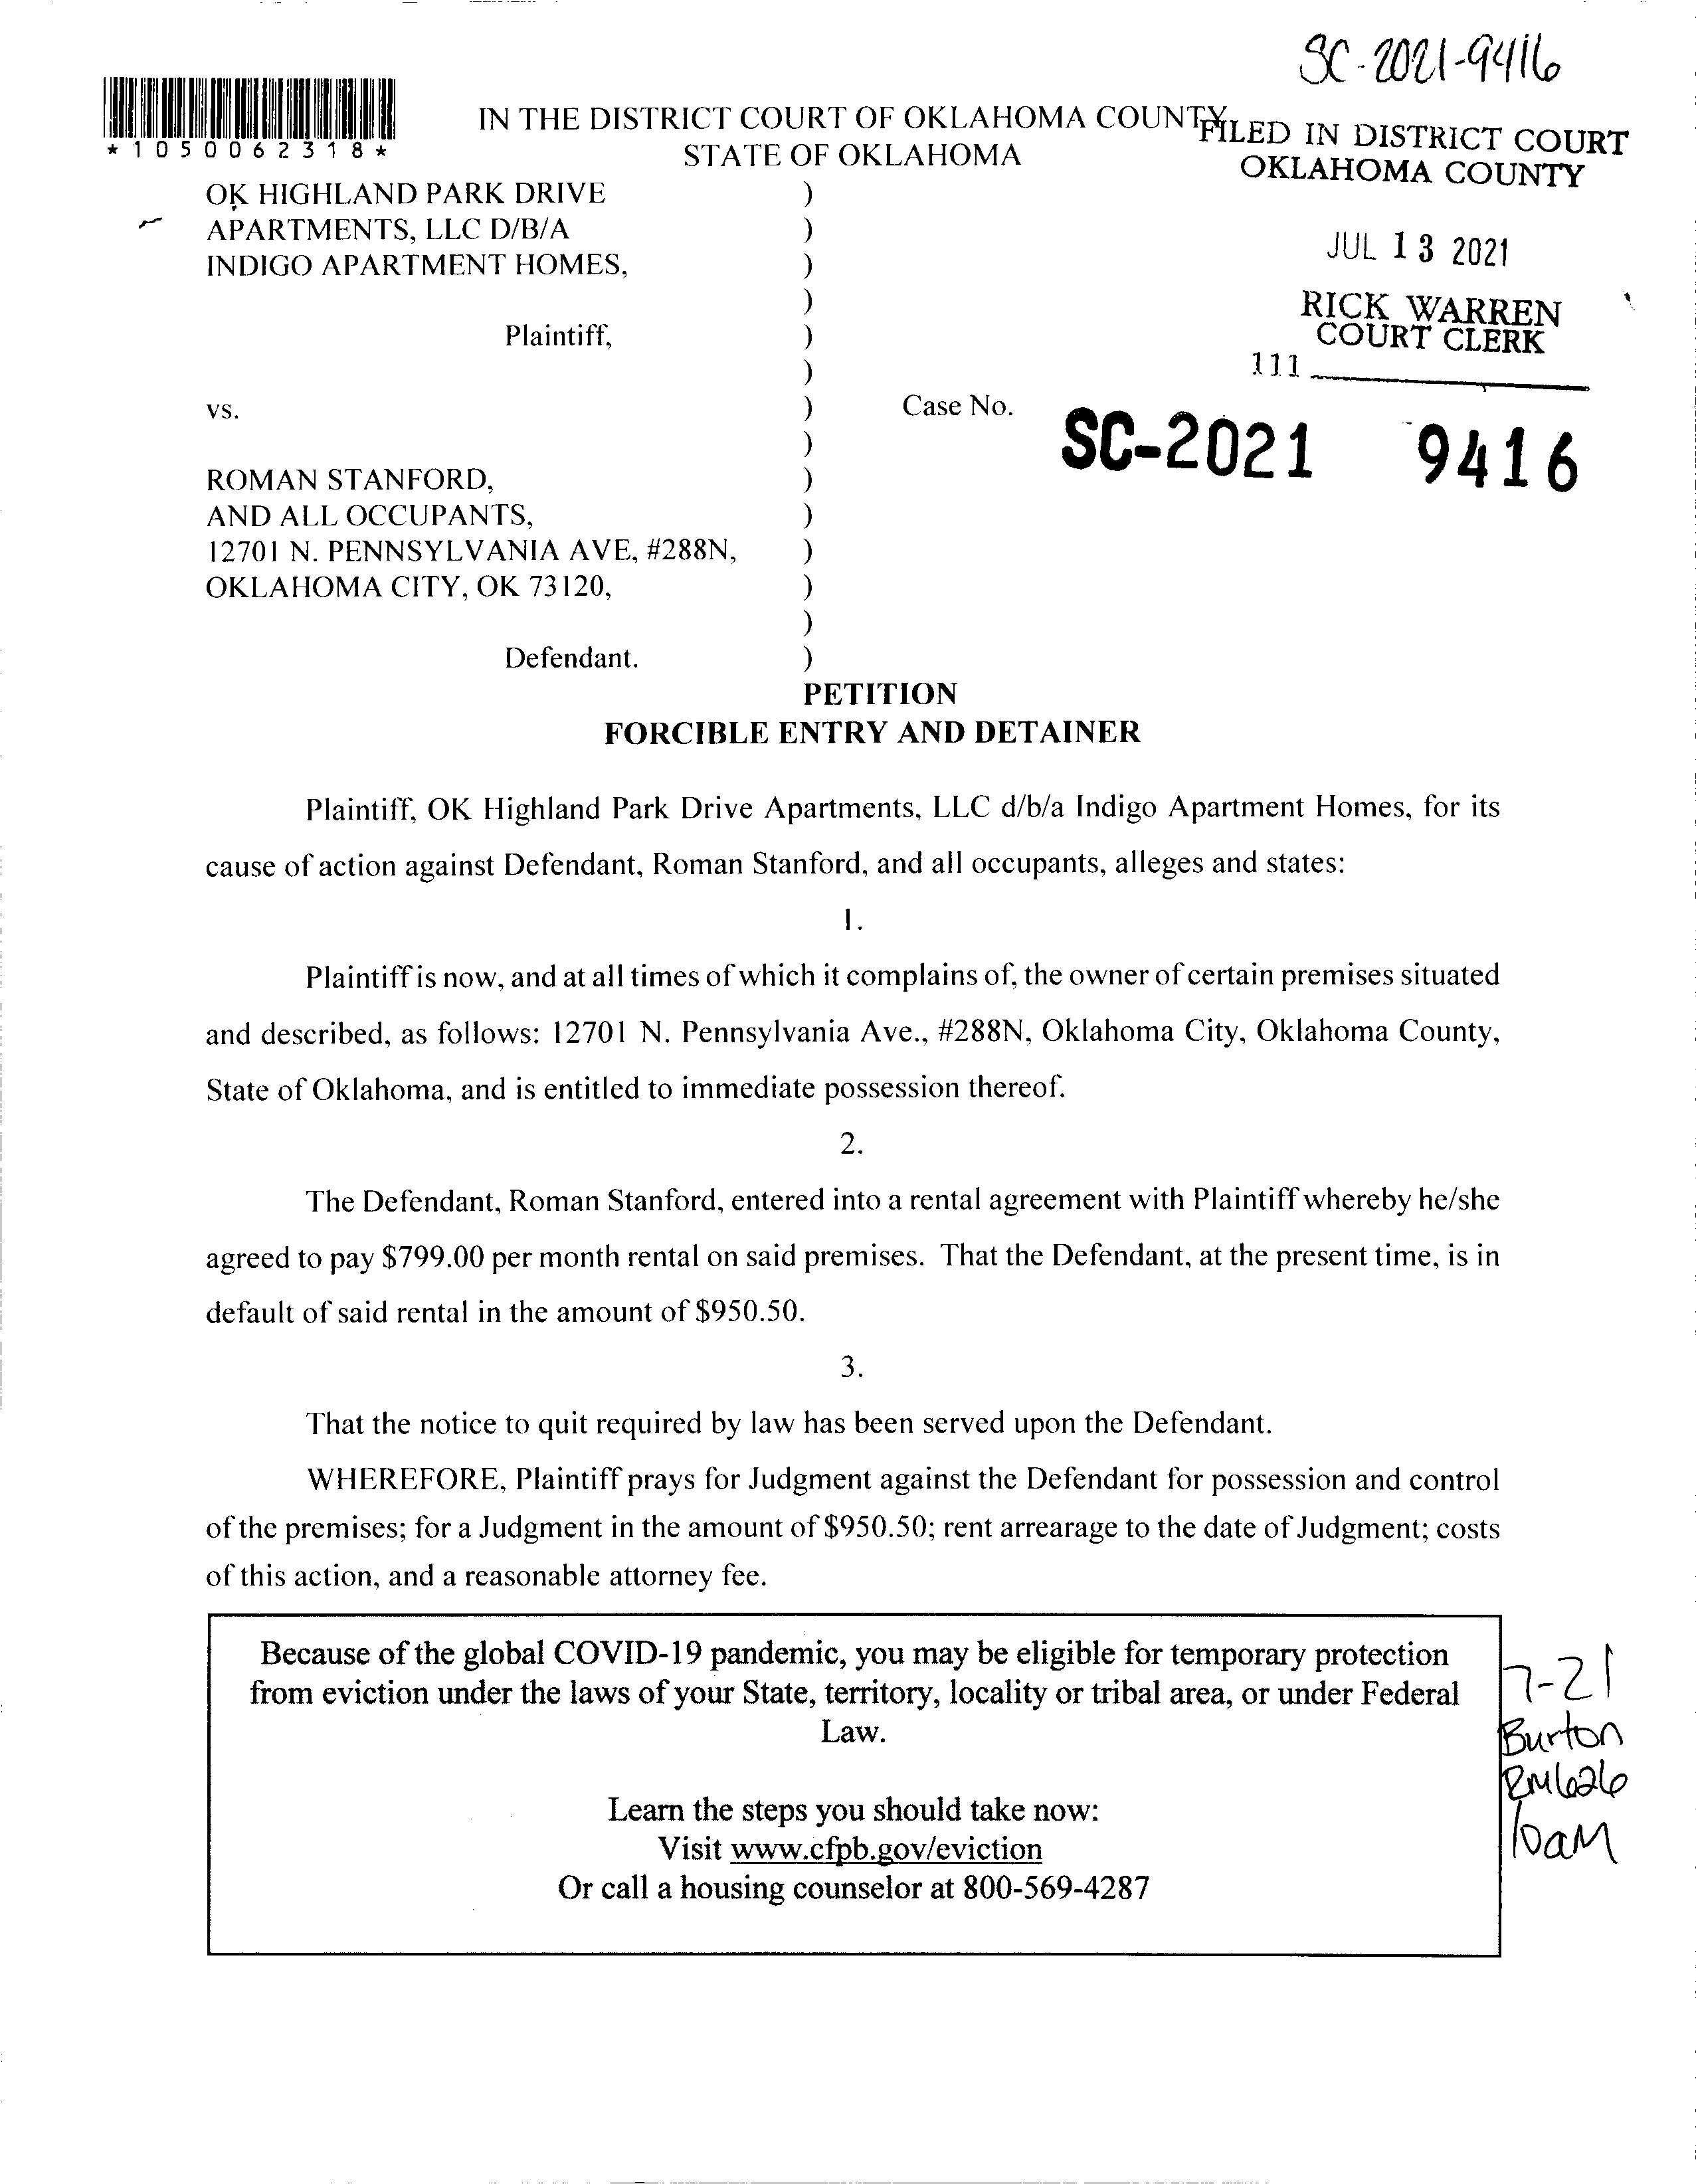 SC-2021-9416
*1050062318*
IN THE DISTRICT COURT OF OKLAHOMA COUNTY
STATE OF OKLAHOMA
FILED IN DISTRICT COURT
OKLAHOMA COUNTY
JUL 13 2021
RICK WARREN
COURT CLERK
111
OK HIGHLAND PARK DRIVE )
APARTMENTS, LLC D/B/A )
INDIGO APARTMENT HOMES, )
)
Plaintiff, )
)
vs. ) Case No. SC-2021 9416
)
ROMAN STANFORD, )
AND ALL OCCUPANTS, )
12701 N. PENNSYLVANIA AVE, #288N, )
OKLAHOMA CITY, OK 73120, )
)
Defendant. )
PETITION
FORCIBLE ENTRY AND DETAINER
Plaintiff, OK Highland Park Drive Apartments, LLC d/b/a Indigo Apartment Homes, for its
cause of action against Defendant, Roman Stanford, and all occupants, alleges and states:
1.
Plaintiff is now, and at all times of which it complains of, the owner of certain premises situated
and described, as follows: 12701 N. Pennsylvania Ave., #288N, Oklahoma City, Oklahoma County,
State of Oklahoma, and is entitled to immediate possession thereof.
2.
The Defendant, Roman Stanford, entered into a rental agreement with Plaintiff whereby he/she
agreed to pay $799.00 per month rental on said premises. That the Defendant, at the present time, is in
default of said rental in the amount of $950.50.
3.
That the notice to quit required by law has been served upon the Defendant.
WHEREFORE, Plaintiff prays for Judgment against the Defendant for possession and control
of the premises; for a Judgment in the amount of $950.50; rent arrearage to the date of Judgment; costs
of this action, and a reasonable attorney fee.
Because of the global COVID-19 pandemic, you may be eligible for temporary protection
from eviction under the laws of your State, territory, locality or tribal area, or under Federal
Law.
Learn the steps you should take now:
Visit www.cfpb.gov/eviction
Or call a housing counselor at 800-569-4287
7-21
Burton
RM626
10am